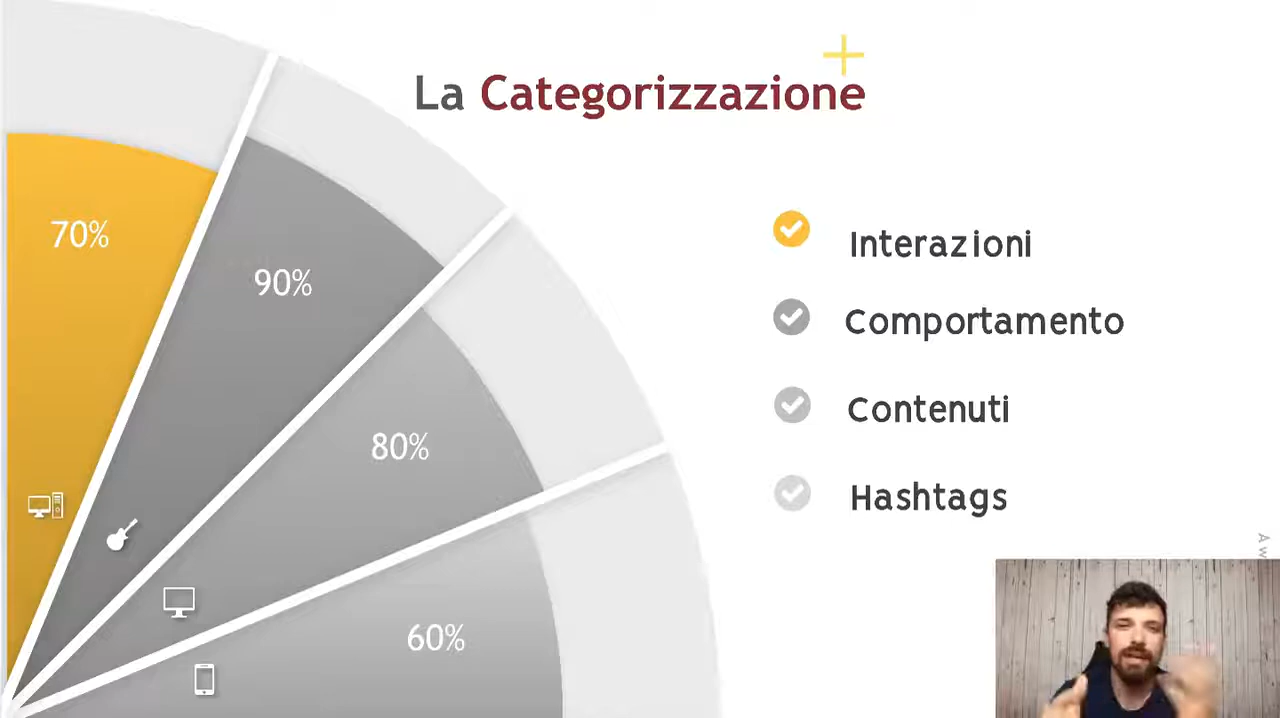 La Categorizzazione
70%
90%
80%
60%
Interazioni
Comportamento
Contenuti
Hashtags